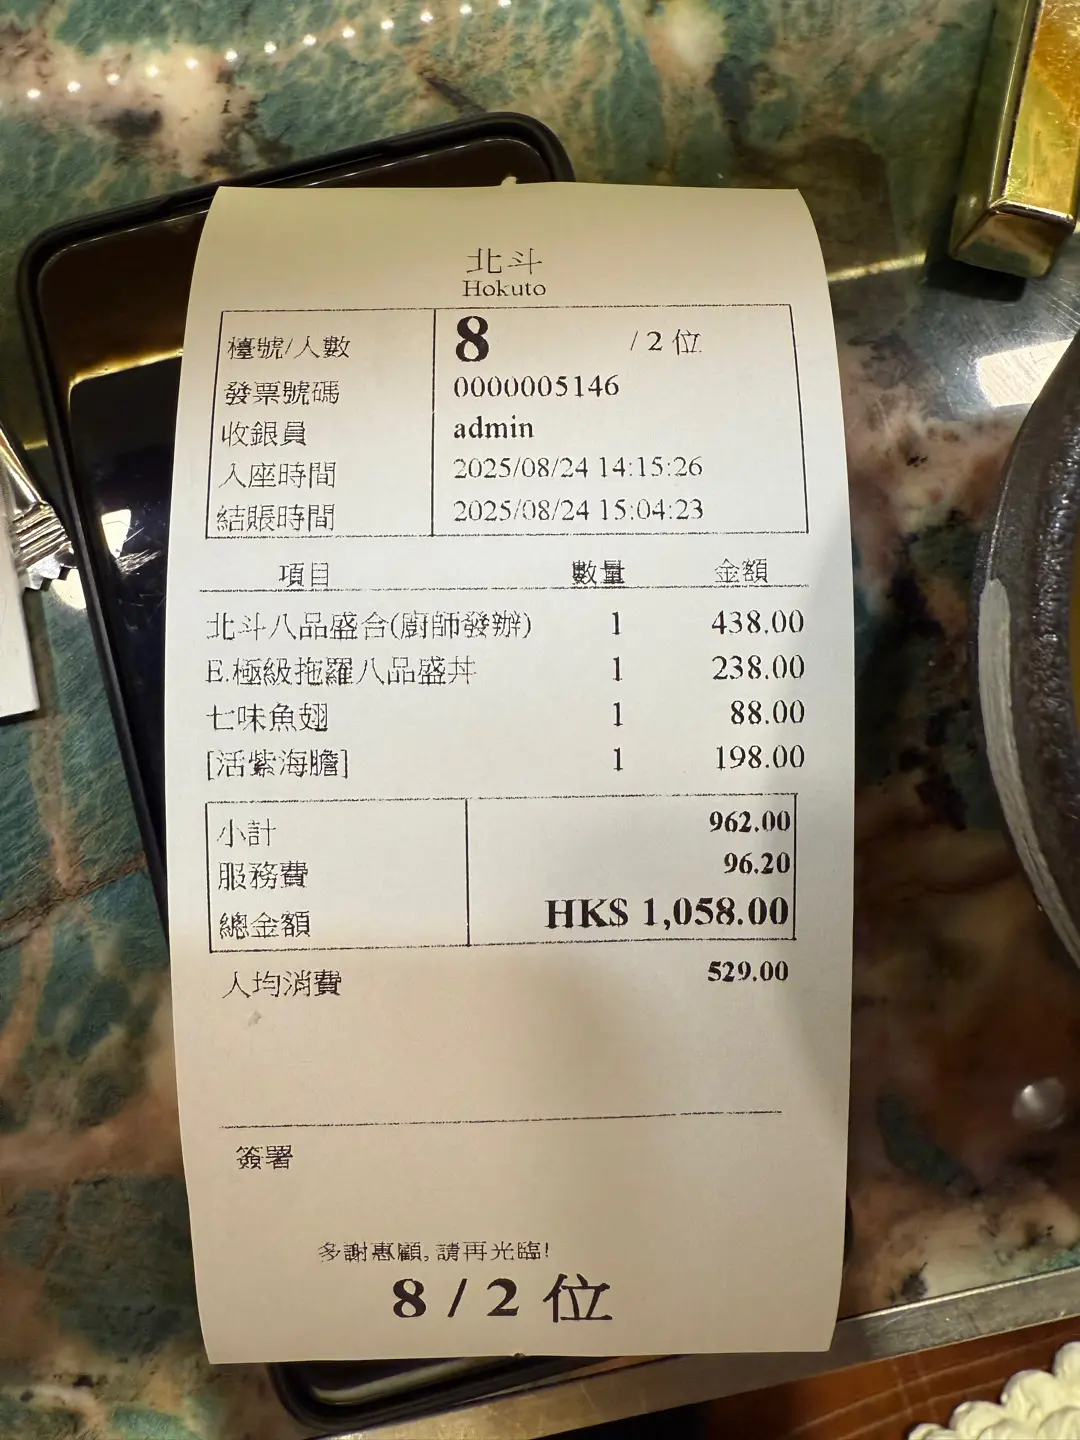 北斗
Hokuto
檯號/人數 8 / 2 位
發票號碼 0000005146
收銀員 admin
入座時間 2025/08/24 14:15:26
結賬時間 2025/08/24 15:04:23
項目 數量 金額
北斗八品盛合(廚師發辦) 1 438.00
E.極級拖羅八品盛丼 1 238.00
七味魚翅 1 88.00
[活紫海膽] 1 198.00
小計 962.00
服務費 96.20
總金額 HK$ 1,058.00
人均消費 529.00
簽署
多謝惠顧, 請再光臨!
8 / 2 位